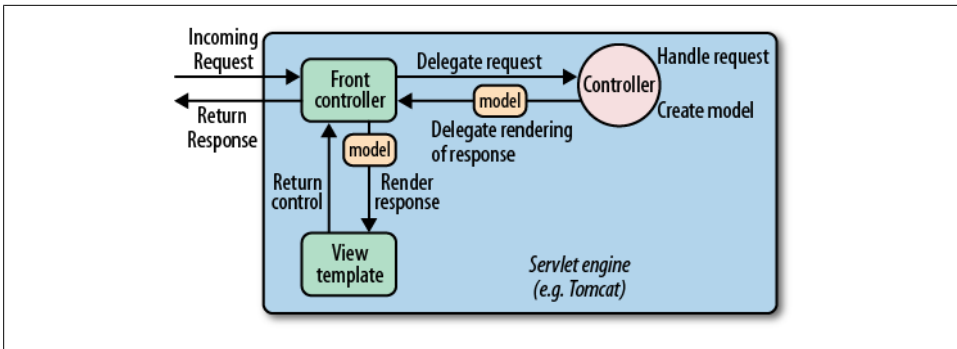 Incoming
Request
Return
Response
Front
controller
Delegate request
model
Delegate rendering
of response
Controller
Handle request
Create model
model
Return
control
Render
response
View
template
Servlet engine
(e.g. Tomcat)